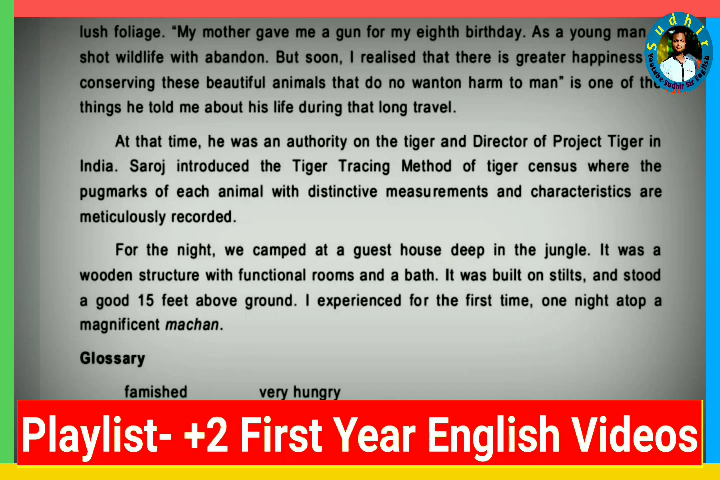 lush foliage. “My mother gave me a gun for my eighth birthday. As a young man
shot wildlife with abandon. But soon, I realised that there is greater happiness
conserving these beautiful animals that do no wanton harm to man” is one of the
things he told me about his life during that long travel.
At that time, he was an authority on the tiger and Director of Project Tiger in
India. Saroj introduced the Tiger Tracing Method of tiger census where the
pugmarks of each animal with distinctive measurements and characteristics are
meticulously recorded.
For the night, we camped at a guest house deep in the jungle. It was a
wooden structure with functional rooms and a bath. It was built on stilts, and stood
a good 15 feet above ground. I experienced for the first time, one night atop a
magnificent machan.
Glossary
famished very hungry
Playlist- +2 First Year English Videos
Sudhir
Youtube Sudhir Sir English